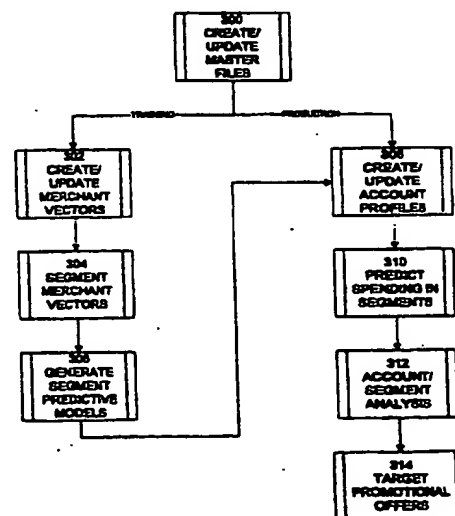 300
CREATE/
UPDATE
MASTER
FILES
TRAINING
PRODUCTION
302
CREATE/
UPDATE
MERCHANT
VECTORS
304
SEGMENT
MERCHANT
VECTORS
306
GENERATE
SEGMENT
PREDICTIVE
MODELS
308
CREATE/
UPDATE
ACCOUNT
PROFILES
310
PREDICT
SPENDING IN
SEGMENTS
312
ACCOUNT/
SEGMENT
ANALYSIS
314
TARGET
PROMOTIONAL
OFFERS